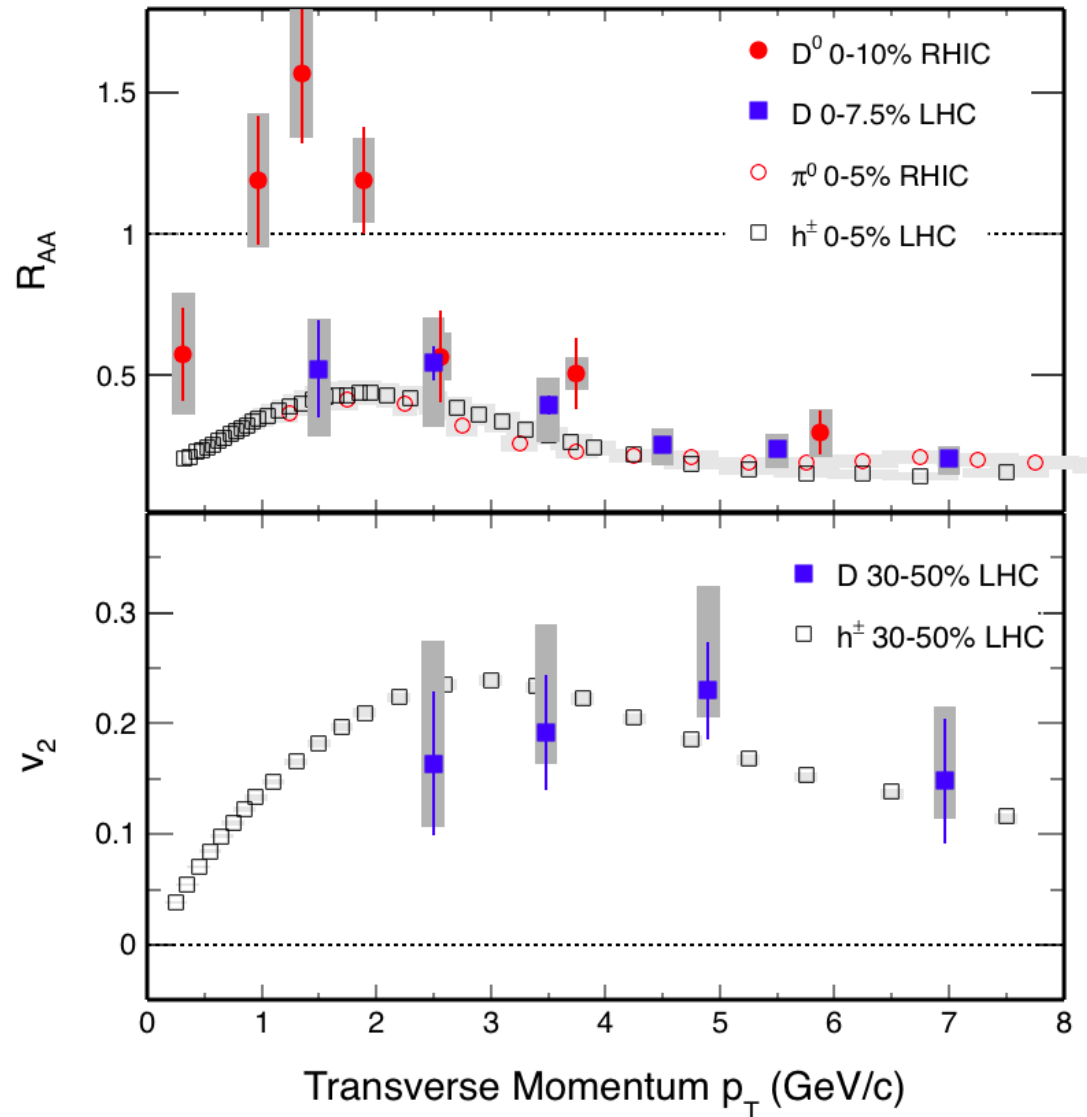 R_AA
1.5
1
0.5
D⁰ 0-10% RHIC
D 0-7.5% LHC
π⁰ 0-5% RHIC
h± 0-5% LHC
v₂
0.3
0.2
0.1
0
D 30-50% LHC
h± 30-50% LHC
0 1 2 3 4 5 6 7 8
Transverse Momentum p_T (GeV/c)